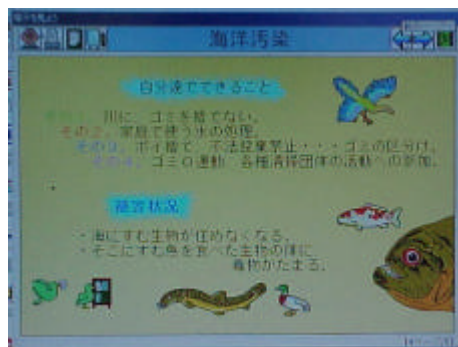 海洋汚染
自分達でできること
川に、ゴミを捨てない。
その2、家庭で使う水の処理。
その3、ポイ捨て、不法投棄禁止・・・ゴミの区分け。
その4、ゴミ0運動、各種清掃団体の活動への参加。
被害状況
・海にすむ生物が住めなくなる。
・そこにすむ魚を食べた生物の体に
毒物がたまる。